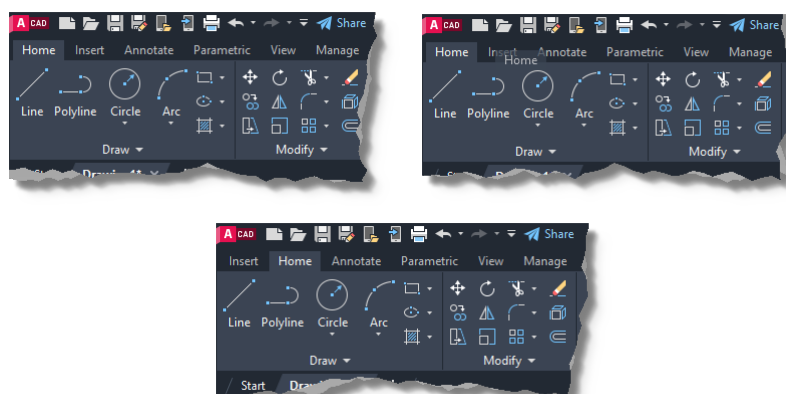 A CAD Share
Home Insert Annotate Parametric View Manage
Line Polyline Circle Arc
Draw Modify
A CAD Share
Home Annotate Parametric View Manage
Home
Line Polyline Circle Arc
Draw Modify
A CAD Share
Insert Home Annotate Parametric View Manage
Line Polyline Circle Arc
Draw Modify
Start